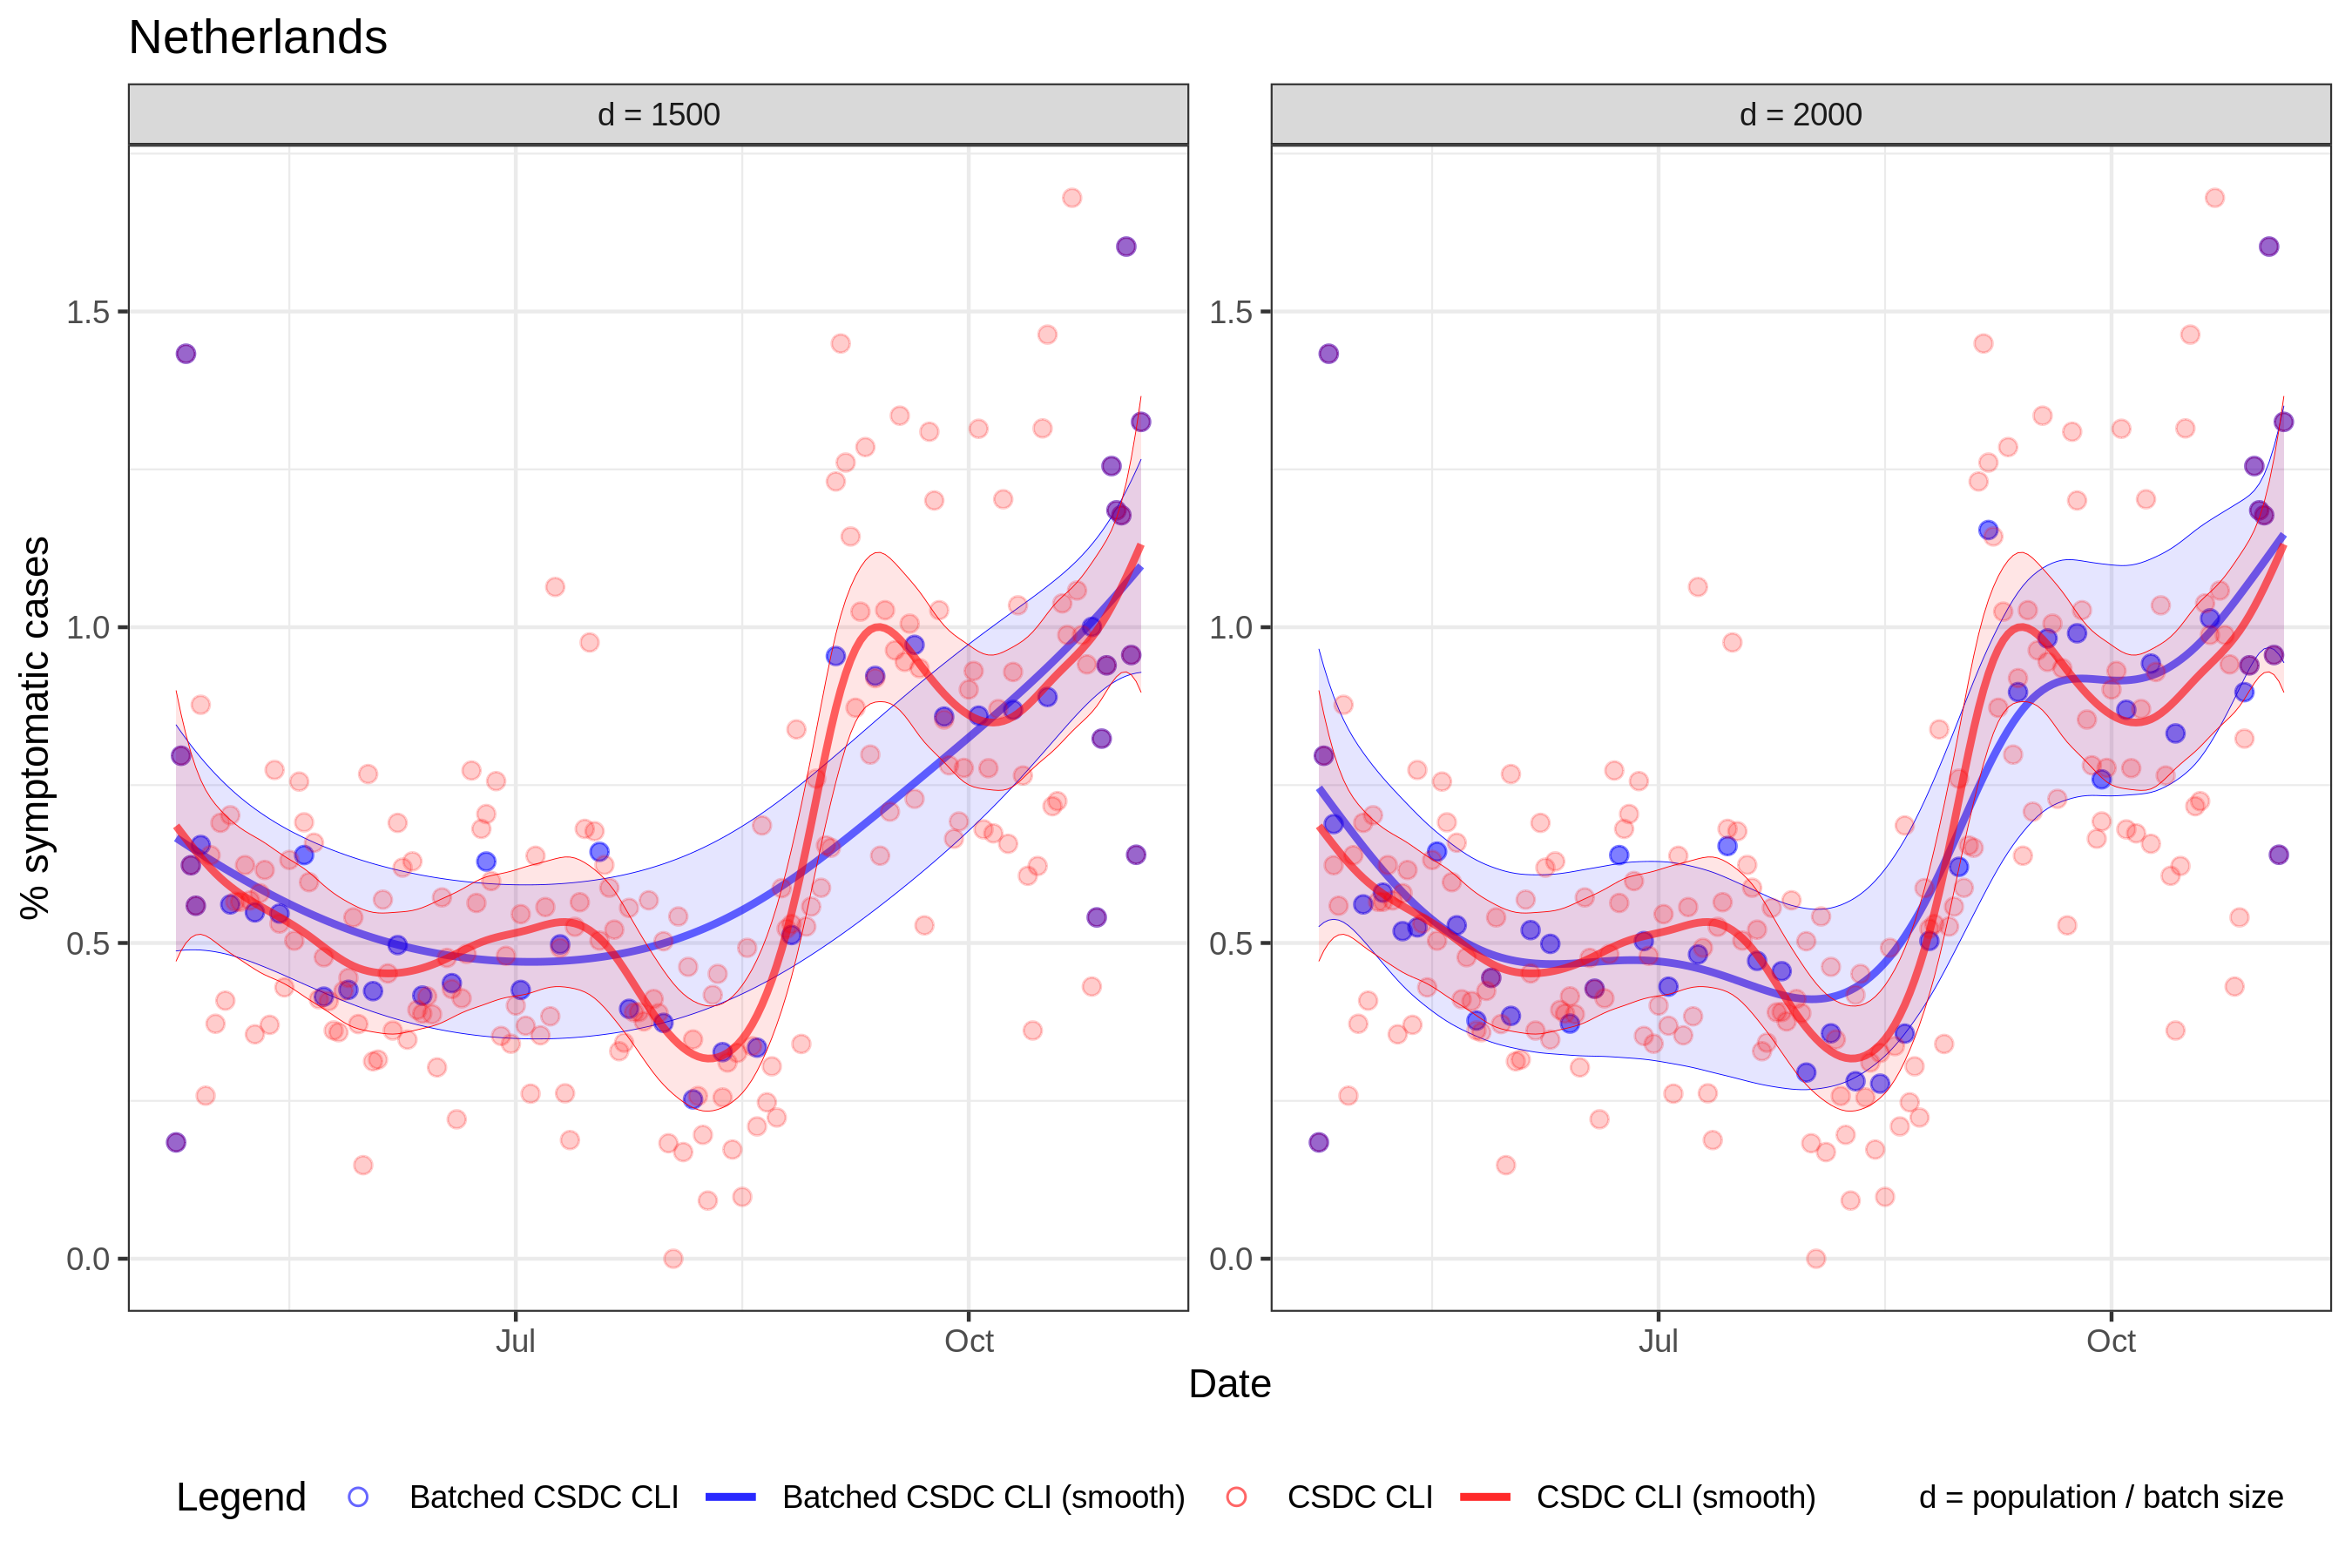 Netherlands
d = 1500
d = 2000
% symptomatic cases
1.5
1.0
0.5
0.0
1.5
1.0
0.5
0.0
Jul
Oct
Jul
Oct
Date
Legend
Batched CSDC CLI
Batched CSDC CLI (smooth)
CSDC CLI
CSDC CLI (smooth)
d = population / batch size